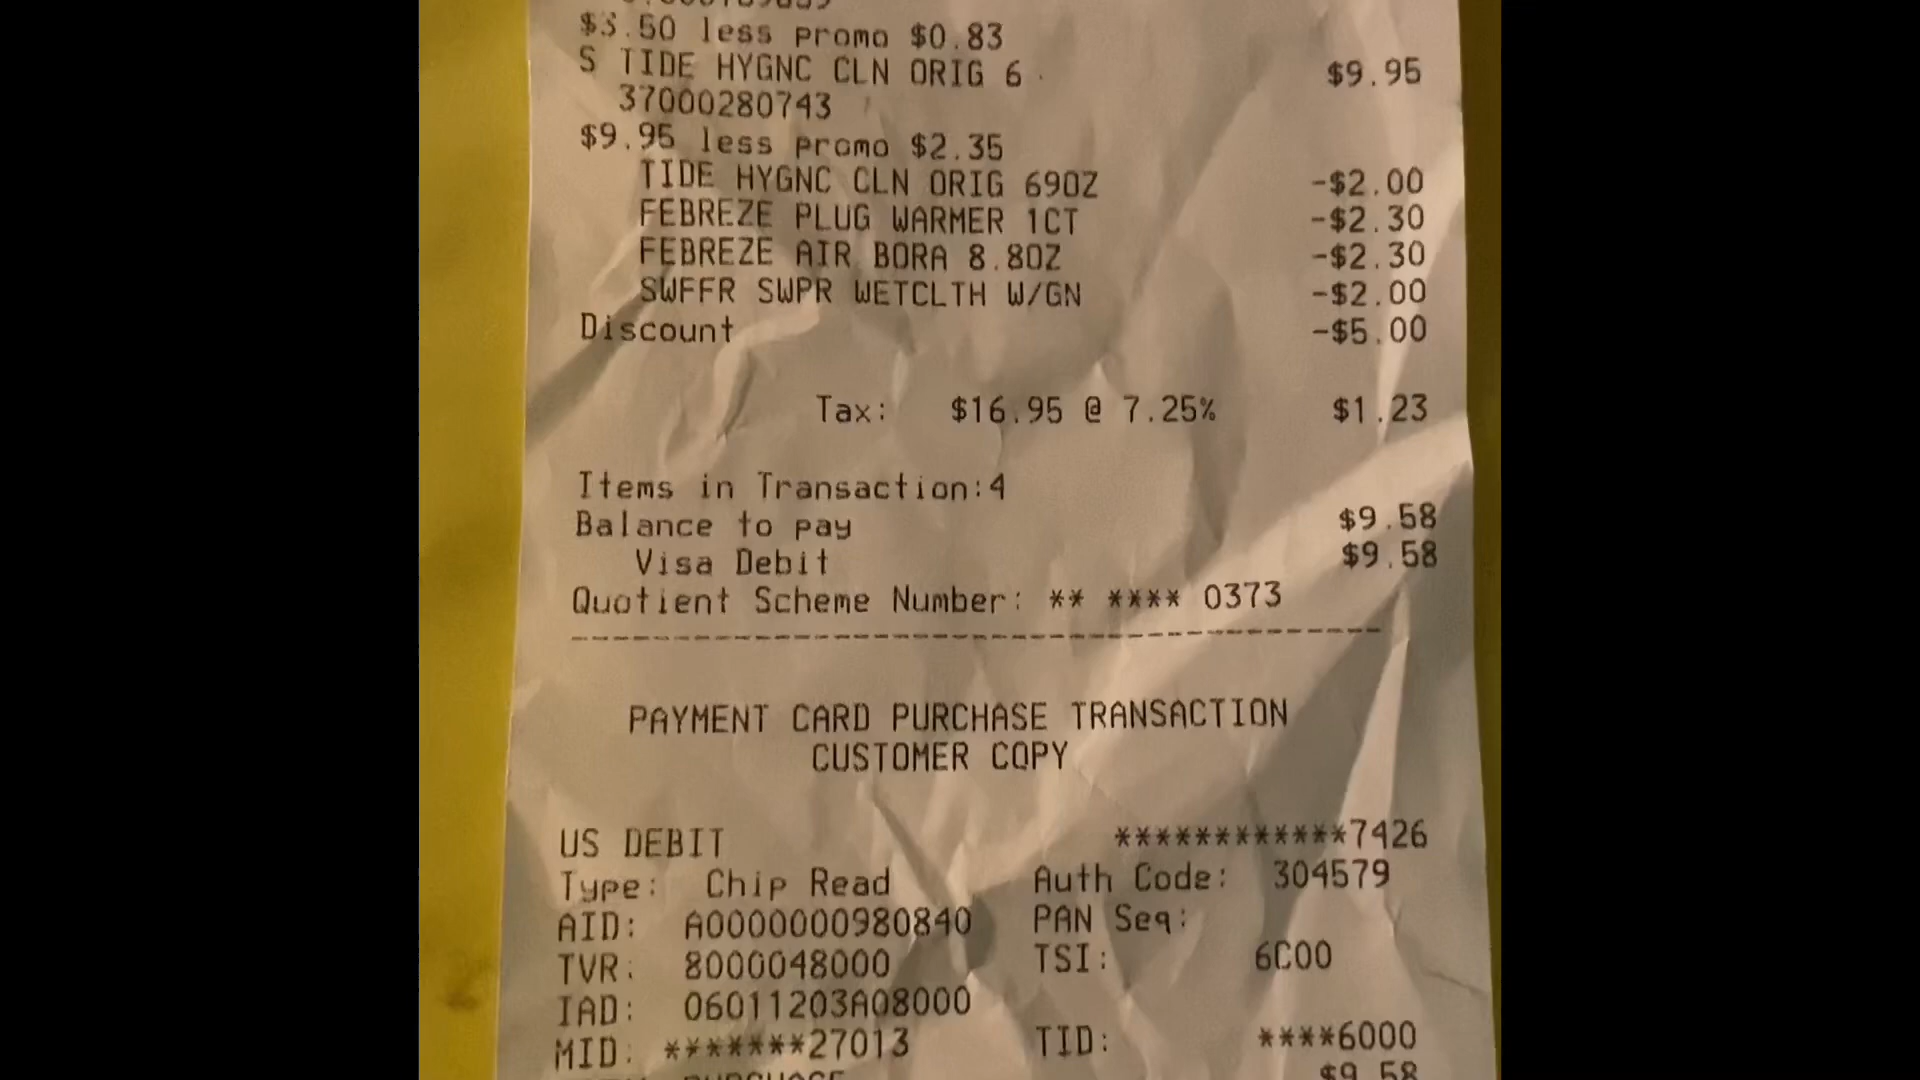 $3.50 less promo $0.83
S TIDE HYGNC CLN ORIG 6 $9.95
37000280743
$9.95 less promo $2.35
TIDE HYGNC CLN ORIG 69OZ -$2.00
FEBREZE PLUG WARMER 1CT -$2.30
FEBREZE AIR BORA 8.8OZ -$2.30
SWFFR SWPR WETCLTH W/GN -$2.00
Discount -$5.00
Tax: $16.95 @ 7.25% $1.23
Items in Transaction:4
Balance to pay $9.58
Visa Debit $9.58
Quotient Scheme Number: ** **** 0373
PAYMENT CARD PURCHASE TRANSACTION
CUSTOMER COPY
US DEBIT ************7426
Type: Chip Read Auth Code: 304579
AID: A0000000980840 PAN Seq:
TVR: 8000048000 TSI: 6C00
IAD: 06011203A08000
MID: *******27013 TID: ****6000
PURCHASE $9.58